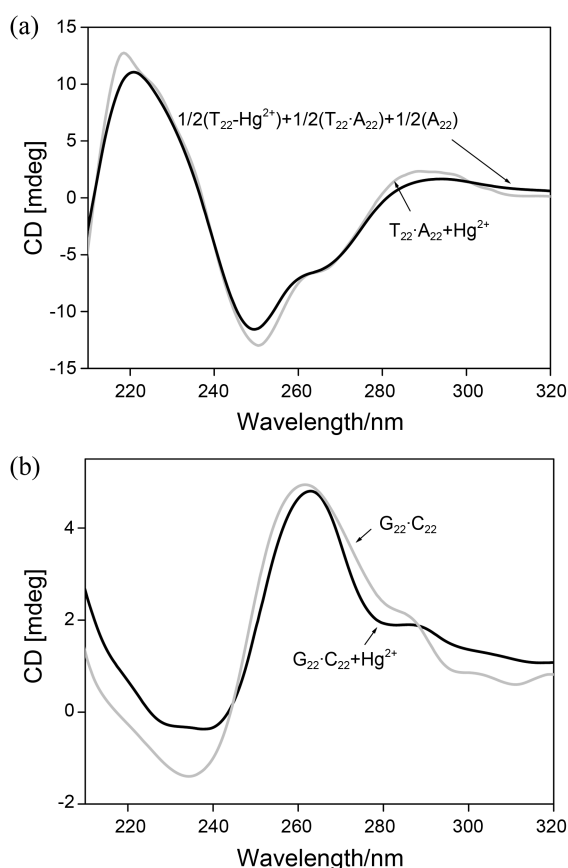 (a)
15
10
5
0
-5
-10
-15
CD [mdeg]
1/2(T₂₂-Hg²⁺)+1/2(T₂₂·A₂₂)+1/2(A₂₂)
T₂₂·A₂₂+Hg²⁺
220 240 260 280 300 320
Wavelength/nm
(b)
4
2
0
-2
CD [mdeg]
G₂₂·C₂₂
G₂₂·C₂₂+Hg²⁺
220 240 260 280 300 320
Wavelength/nm